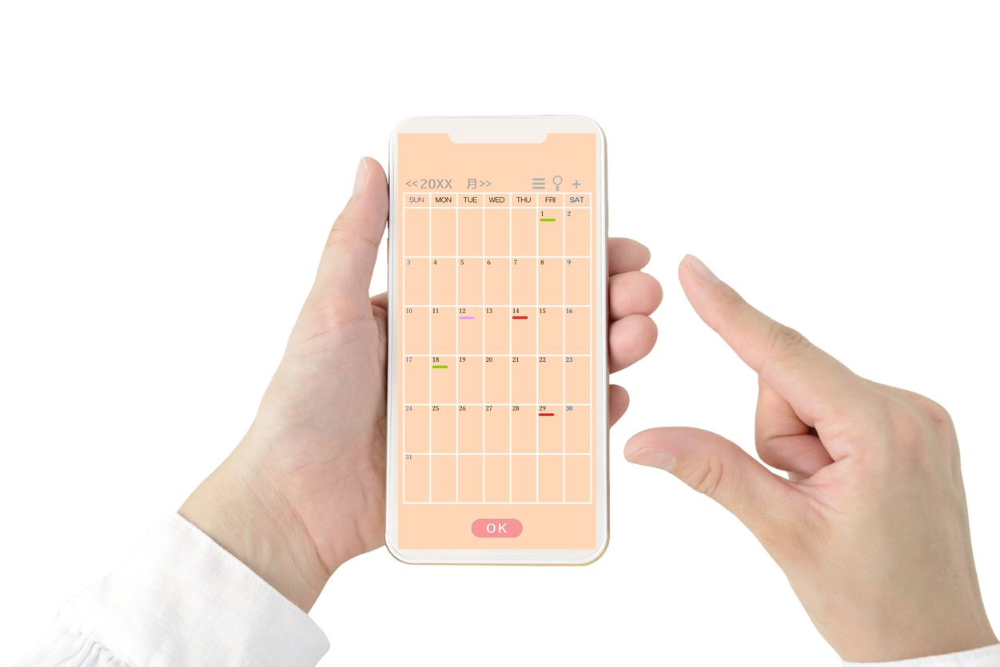 <<20XX 月>>
SUN MON TUE WED THU FRI SAT
1 2
3 4 5 6 7 8 9
10 11 12 13 14 15 16
17 18 19 20 21 22 23
24 25 26 27 28 29 30
31
OK